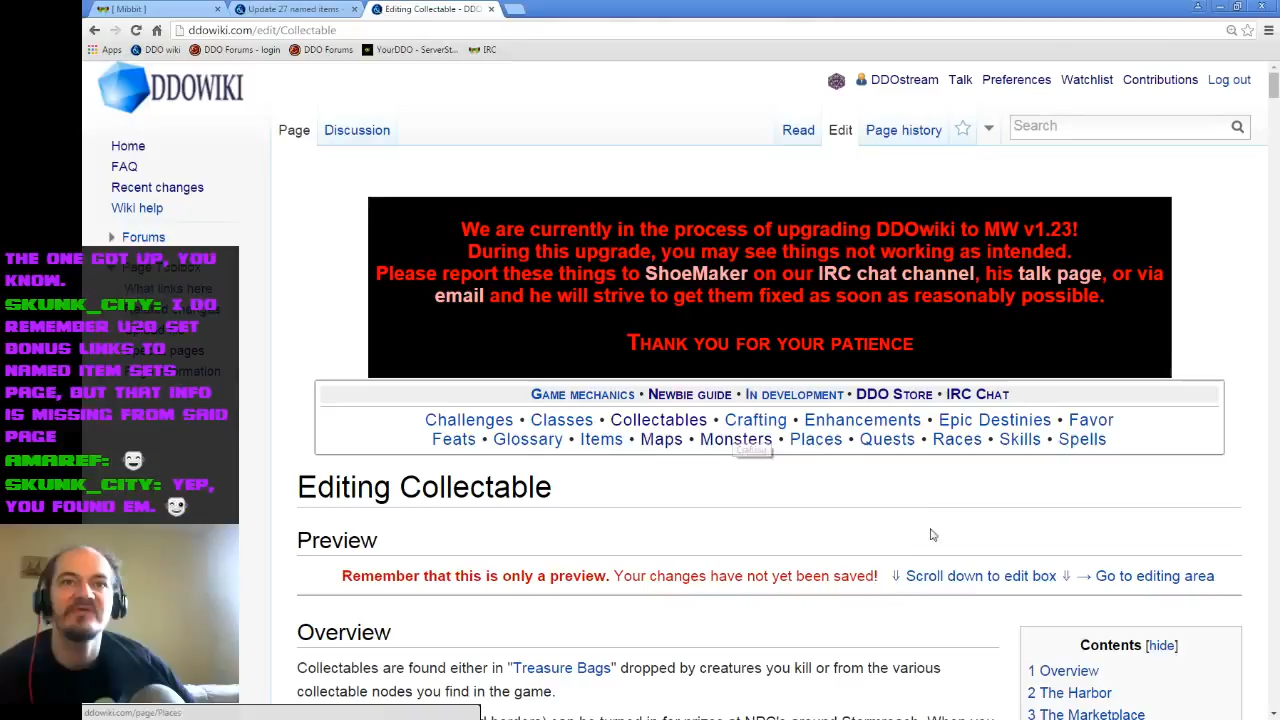 [ Mibbit ]
Update 27 named items -
Editing Collectable - DDO
ddowiki.com/edit/Collectable
Apps DDO wiki DDO Forums - login DDO Forums YourDDO - ServerSt... IRC
DDOWIKI
DDOstream Talk Preferences Watchlist Contributions Log out
Page Discussion Read Edit Page history Search
Home
FAQ
Recent changes
Wiki help
Forums
We are currently in the process of upgrading DDOwiki to MW v1.23!
During this upgrade, you may see things not working as intended.
Please report these things to ShoeMaker on our IRC chat channel, his talk page, or via
email and he will strive to get them fixed as soon as reasonably possible.
Thank you for your patience
THE ONE GOT UP, YOU
KNOW.
SKUNK_CITY: I DO
REMEMBER U20 SET
BONUS LINKS TO
NAMED ITEM SETS
PAGE, BUT THAT INFO
IS MISSING FROM SAID
PAGE
AMAREF:
SKUNK_CITY: YEP,
YOU FOUND EM.
Game mechanics • Newbie guide • In development • DDO Store • IRC Chat
Challenges • Classes • Collectables • Crafting • Enhancements • Epic Destinies • Favor
Feats • Glossary • Items • Maps • Monsters • Places • Quests • Races • Skills • Spells
Crafting
Editing Collectable
Preview
Remember that this is only a preview. Your changes have not yet been saved! ⇓ Scroll down to edit box ⇓ → Go to editing area
Overview
Collectables are found either in "Treasure Bags" dropped by creatures you kill or from the various
collectable nodes you find in the game.
Contents [hide]
1 Overview
2 The Harbor
3 The Marketplace
ddowiki.com/page/Places